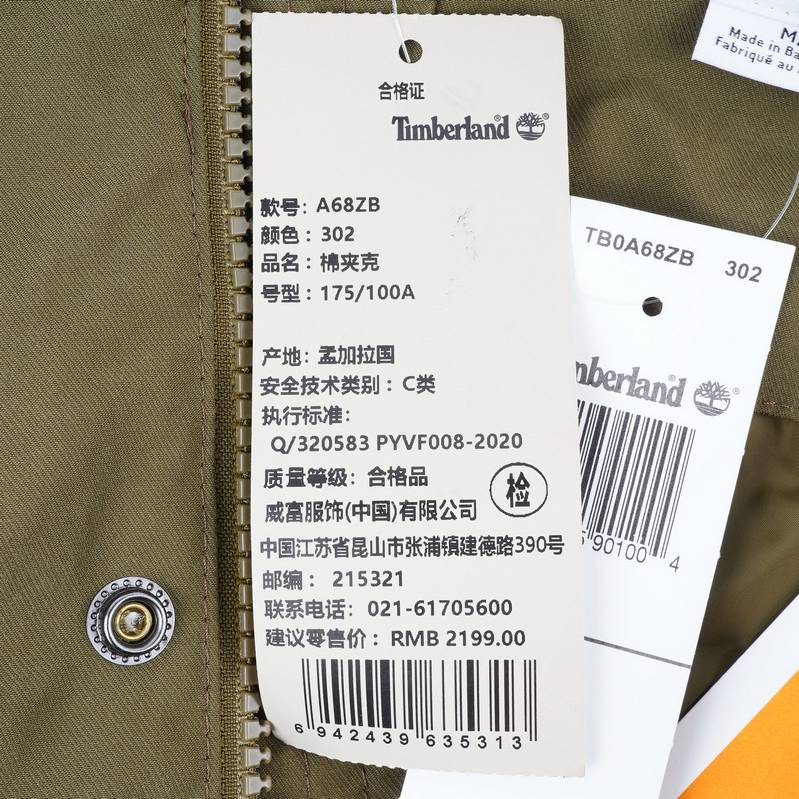 合格证
Timberland®
款号: A68ZB
颜色: 302
品名: 棉夹克
号型: 175/100A
产地: 孟加拉国
安全技术类别: C类
执行标准:
Q/320583 PYVF008-2020
质量等级: 合格品
检
威富服饰(中国)有限公司
中国江苏省昆山市张浦镇建德路390号
邮编: 215321
联系电话: 021-61705600
建议零售价: RMB 2199.00
6 942439 635313
TB0A68ZB 302
mberland®
90100 4
Made in
Fabriqué au